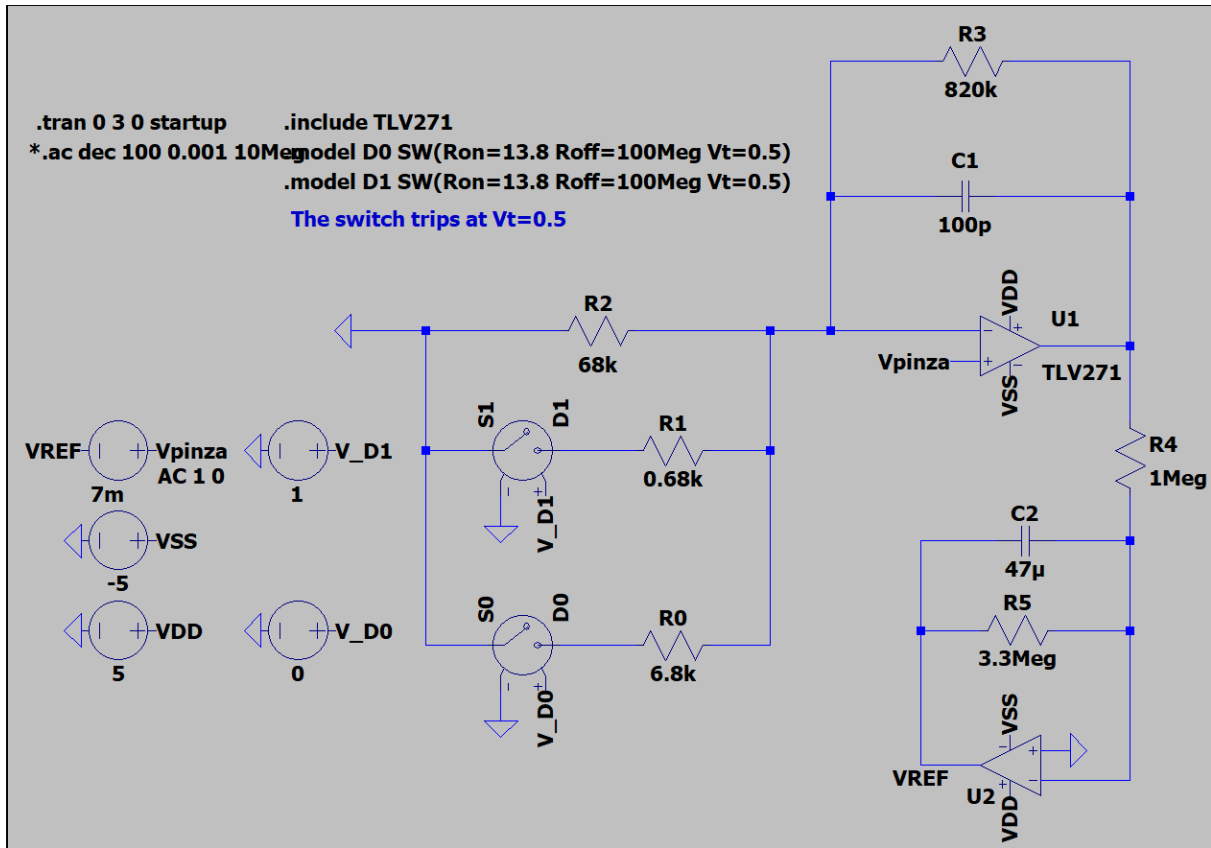 R3
820k
.tran 0 3 0 startup
.include TLV271
*.ac dec 100 0.001 10Meg
.model D0 SW(Ron=13.8 Roff=100Meg Vt=0.5)
.model D1 SW(Ron=13.8 Roff=100Meg Vt=0.5)
The switch trips at Vt=0.5
C1
100p
R2
68k
VDD
U1
Vpinza
TLV271
VSS
S1
D1
R1
0.68k
V_D1
VREF
Vpinza
AC 1 0
7m
V_D1
1
R4
1Meg
VSS
-5
C2
47µ
S0
D0
R0
6.8k
V_D0
VDD
5
V_D0
0
R5
3.3Meg
VSS
VREF
U2
VDD